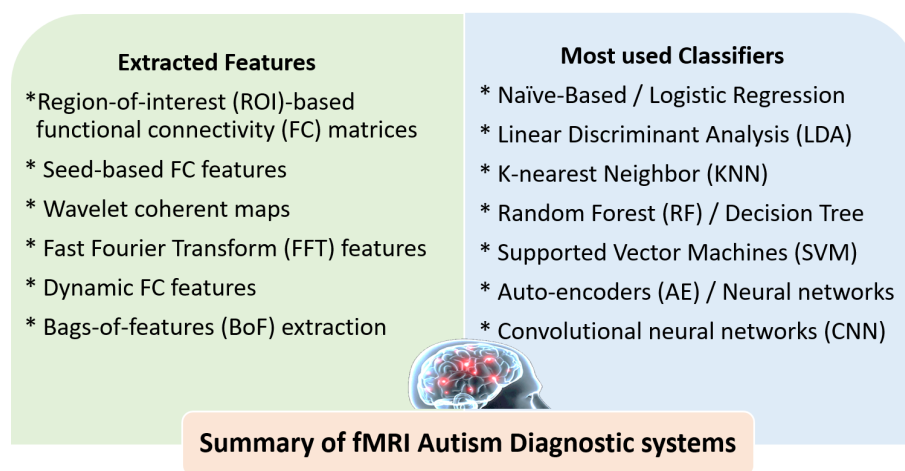 Extracted Features
*Region-of-interest (ROI)-based
functional connectivity (FC) matrices
* Seed-based FC features
* Wavelet coherent maps
* Fast Fourier Transform (FFT) features
* Dynamic FC features
* Bags-of-features (BoF) extraction
Most used Classifiers
* Naïve-Based / Logistic Regression
* Linear Discriminant Analysis (LDA)
* K-nearest Neighbor (KNN)
* Random Forest (RF) / Decision Tree
* Supported Vector Machines (SVM)
* Auto-encoders (AE) / Neural networks
* Convolutional neural networks (CNN)
Summary of fMRI Autism Diagnostic systems